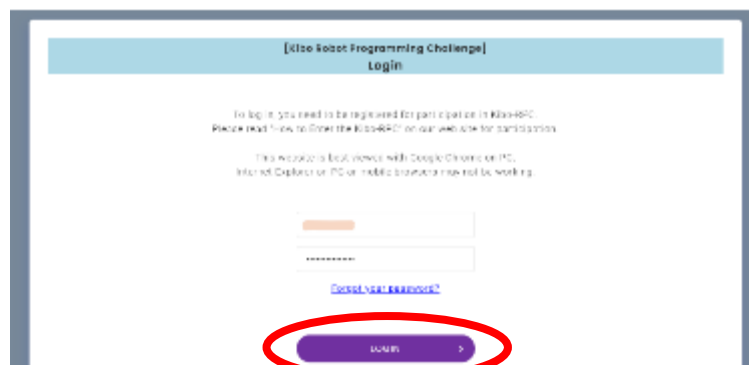 [Kibo Robot Programming Challenge]
Login
To log in, you need to be registered for participation in Kibo-RPC.
Please read "How to Enter the Kibo-RPC" on our web site for participation.
This website is best viewed with Google Chrome on PC.
Internet Explorer on PC or mobile browsers may not be working.
••••••••••
Forgot your password?
LOGIN